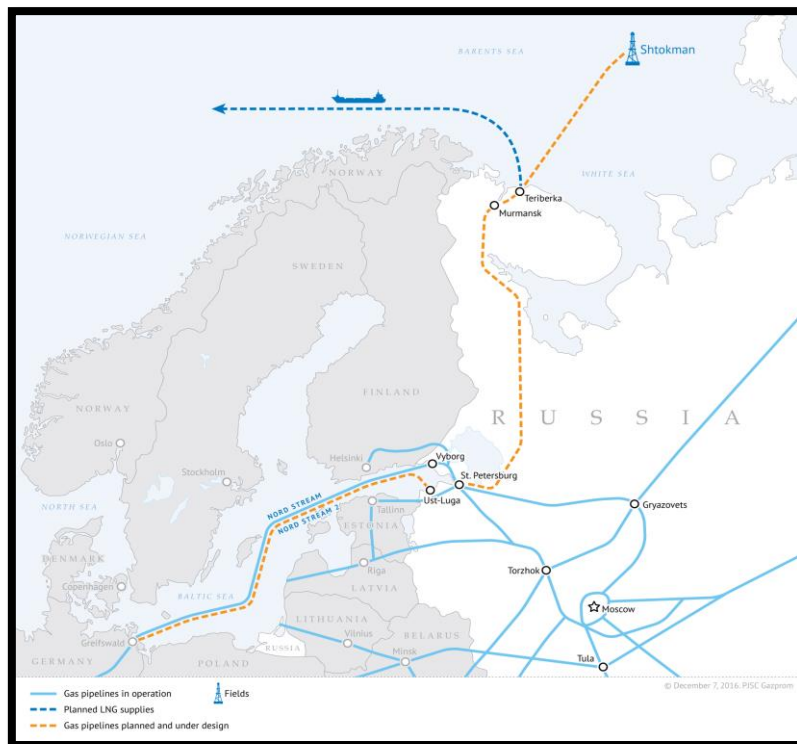 BARENTS SEA
Shtokman
NORWAY
WHITE SEA
Teriberka
Murmansk
NORWEGIAN SEA
SWEDEN
FINLAND
NORWAY
RUSSIA
Oslo
Helsinki
Vyborg
Stockholm
St. Petersburg
NORD STREAM
Ust-Luga
NORTH SEA
NORD STREAM 2
Tallinn
Gryazovets
ESTONIA
DENMARK
Riga
Torzhok
Copenhagen
BALTIC SEA
LATVIA
Moscow
LITHUANIA
Greifswald
Vilnius
BELARUS
RUSSIA
GERMANY
POLAND
Minsk
Tula
Gas pipelines in operation
Fields
© December 7, 2016. PJSC Gazprom
Planned LNG supplies
Gas pipelines planned and under design